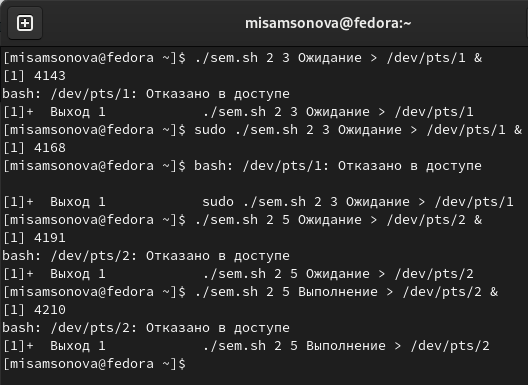 misamsonova@fedora:~
[misamsonova@fedora ~]$ ./sem.sh 2 3 Ожидание > /dev/pts/1 &
[1] 4143
bash: /dev/pts/1: Отказано в доступе
[1]+  Выход 1            ./sem.sh 2 3 Ожидание > /dev/pts/1
[misamsonova@fedora ~]$ sudo ./sem.sh 2 3 Ожидание > /dev/pts/1 &
[1] 4168
[misamsonova@fedora ~]$ bash: /dev/pts/1: Отказано в доступе
[1]+  Выход 1            sudo ./sem.sh 2 3 Ожидание > /dev/pts/1
[misamsonova@fedora ~]$ ./sem.sh 2 5 Ожидание > /dev/pts/2 &
[1] 4191
bash: /dev/pts/2: Отказано в доступе
[1]+  Выход 1            ./sem.sh 2 5 Ожидание > /dev/pts/2
[misamsonova@fedora ~]$ ./sem.sh 2 5 Выполнение > /dev/pts/2 &
[1] 4210
bash: /dev/pts/2: Отказано в доступе
[1]+  Выход 1            ./sem.sh 2 5 Выполнение > /dev/pts/2
[misamsonova@fedora ~]$